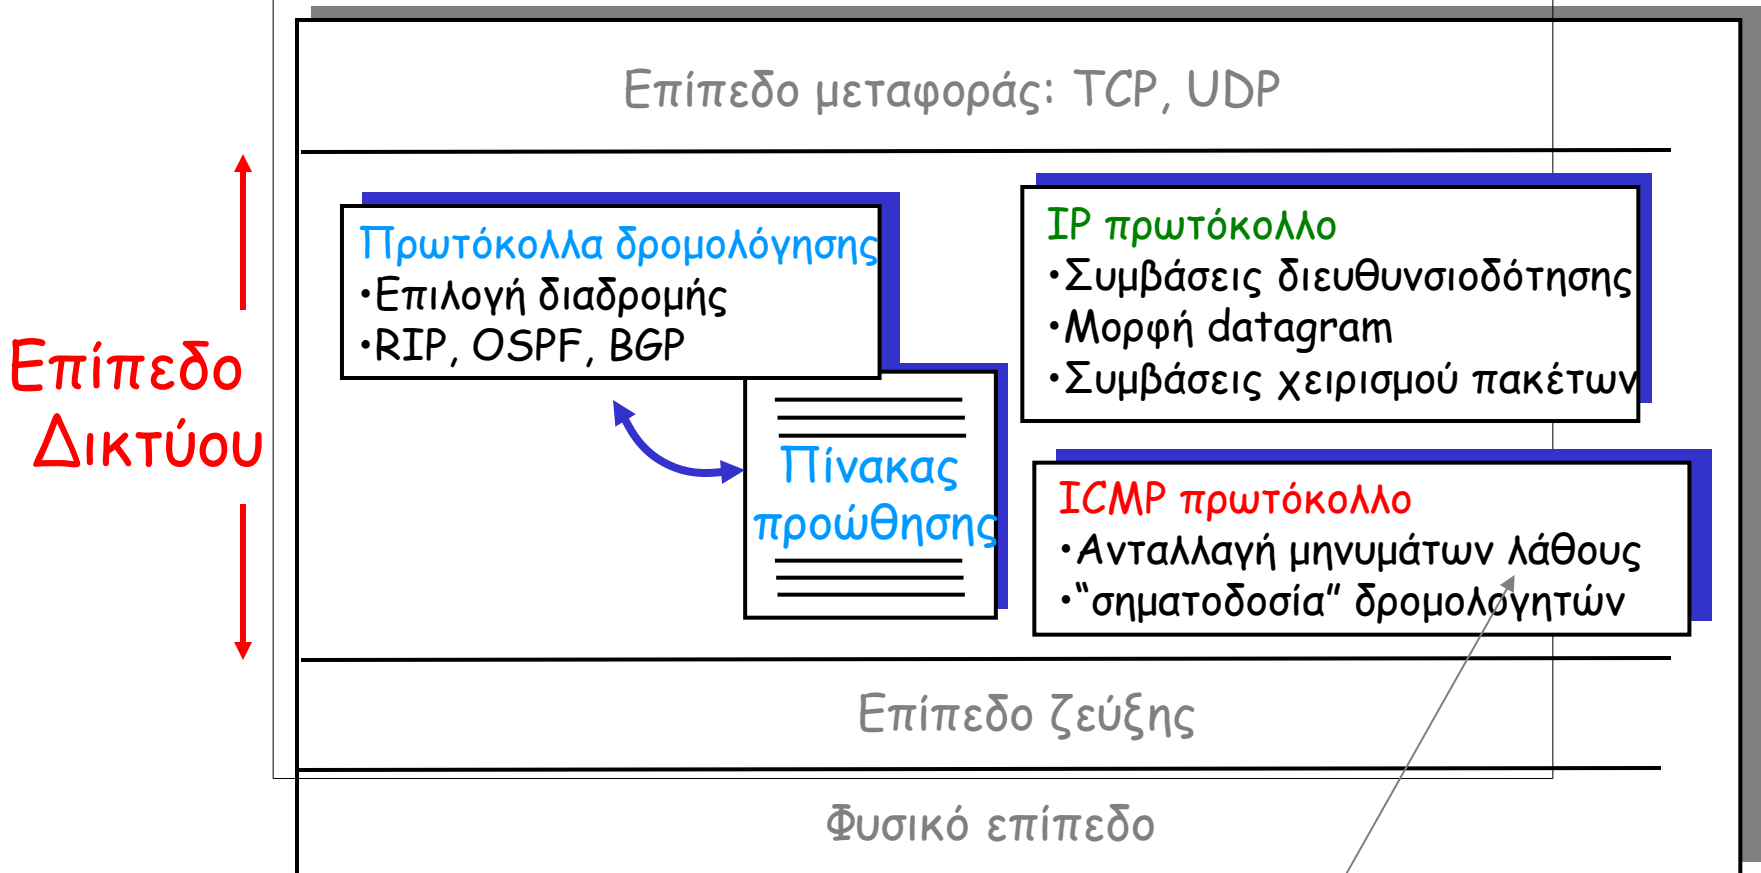 Επίπεδο μεταφοράς: TCP, UDP
Επίπεδο
Δικτύου
Πρωτόκολλα δρομολόγησης
•Επιλογή διαδρομής
•RIP, OSPF, BGP
Πίνακας
προώθησης
IP πρωτόκολλο
•Συμβάσεις διευθυνσιοδότησης
•Μορφή datagram
•Συμβάσεις χειρισμού πακέτων
ICMP πρωτόκολλο
•Ανταλλαγή μηνυμάτων λάθους
•“σηματοδοσία” δρομολογητών
Επίπεδο ζεύξης
Φυσικό επίπεδο